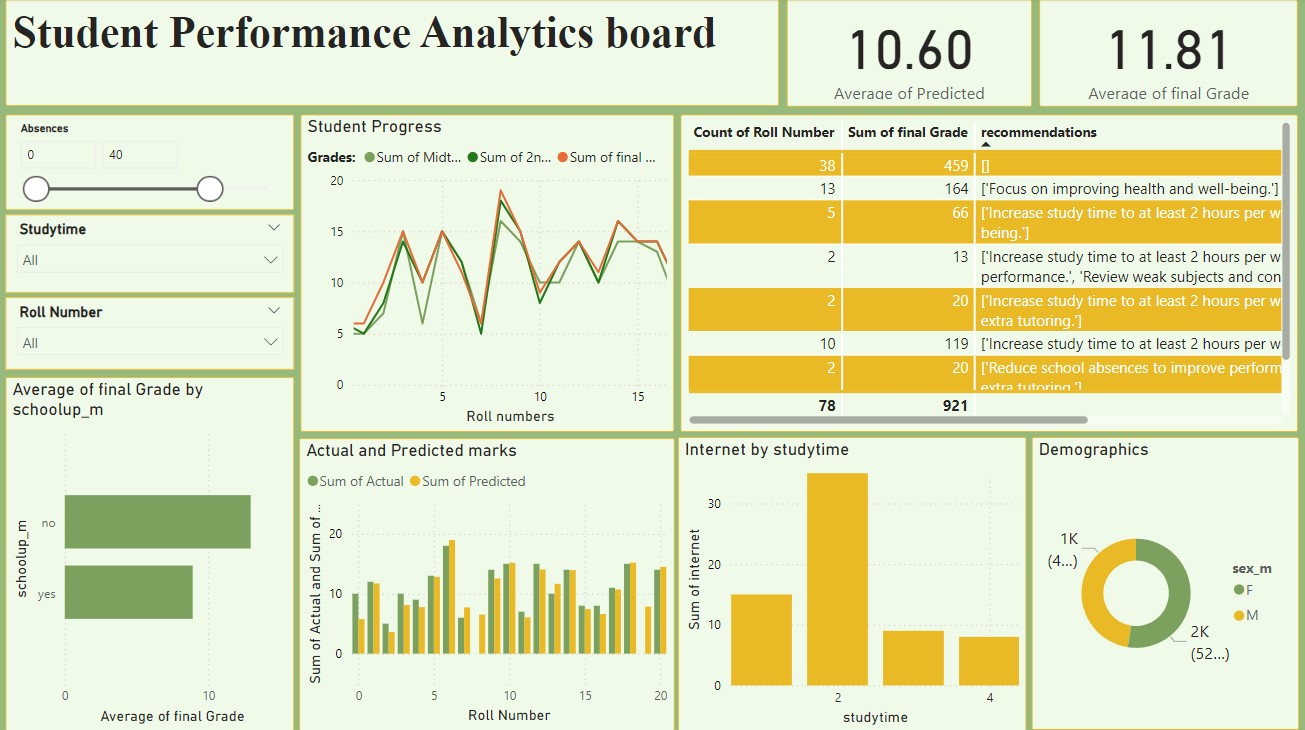 Student Performance Analytics board
10.60
Average of Predicted
11.81
Average of final Grade
Absences
0
40
Studytime
All
Roll Number
All
Student Progress
Grades: Sum of Midt... Sum of 2n... Sum of final ...
20
15
10
5
0
5 10 15
Roll numbers
Count of Roll Number Sum of final Grade recommendations
38 459 []
13 164 ['Focus on improving health and well-being.']
5 66 ['Increase study time to at least 2 hours per w
being.']
2 13 ['Increase study time to at least 2 hours per w
performance.', 'Review weak subjects and con
2 20 ['Increase study time to at least 2 hours per w
extra tutoring.']
10 119 ['Increase study time to at least 2 hours per w
2 20 ['Reduce school absences to improve perform
extra tutoring.']
78 921
Average of final Grade by
schoolup_m
schoolup_m
no
yes
0 10
Average of final Grade
Actual and Predicted marks
Sum of Actual Sum of Predicted
Sum of Actual and Sum of ...
20
10
0
0 5 10 15 20
Roll Number
Internet by studytime
Sum of internet
30
20
10
0
2 4
studytime
Demographics
1K
(4...)
2K
(52...)
sex_m
F
M